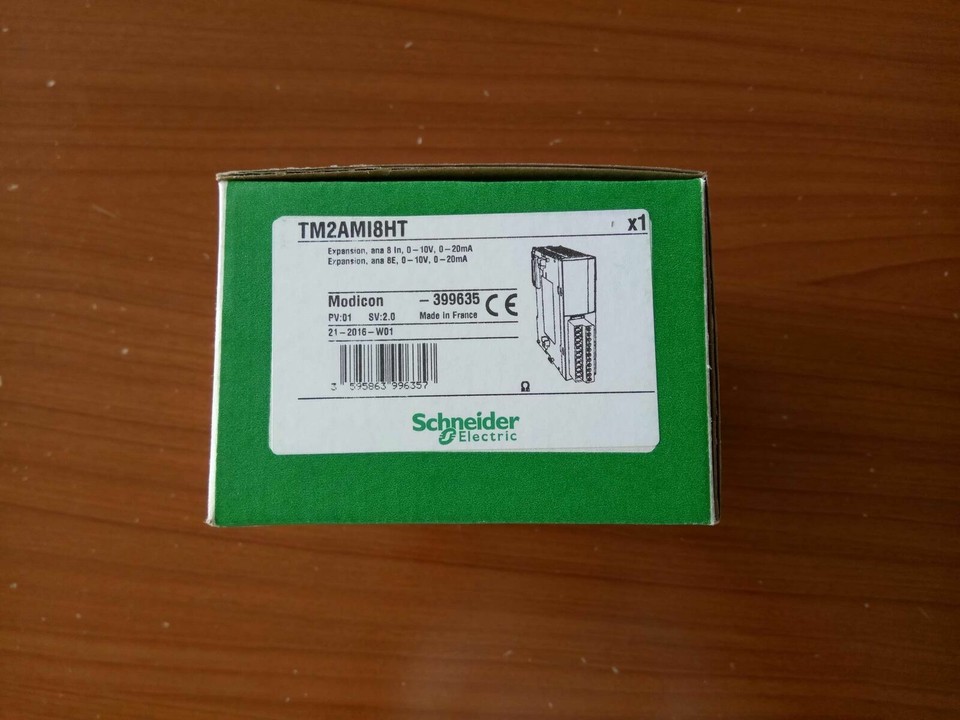 TM2AMI8HT x1
Expansion, ana 8 In, 0-10V, 0-20mA
Expansion, ana 8E, 0-10V, 0-20mA
Modicon -399635 CE
PV:01 SV:2.0 Made in France
21-2016-W01
3 595863 996357
Ω
Schneider
Electric